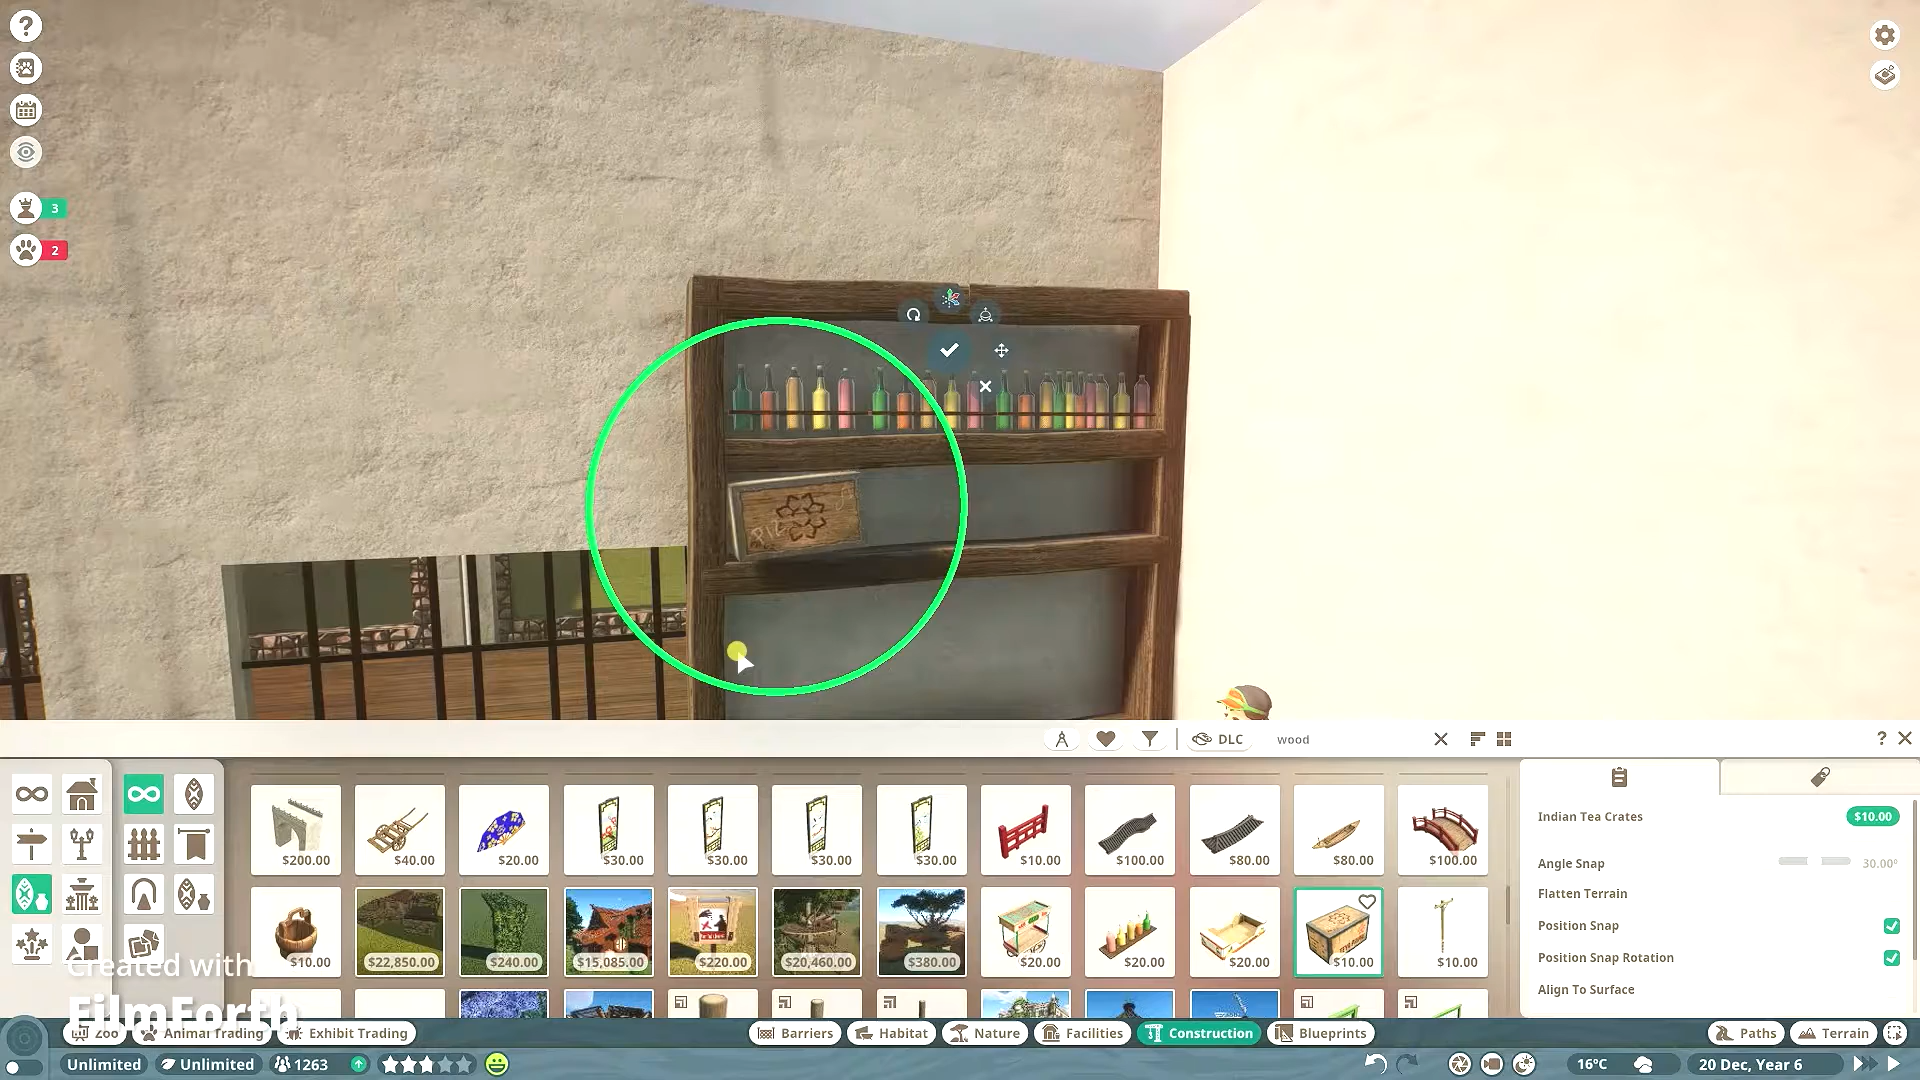 ?
3
2
DLC
wood
?
$200.00
$40.00
$20.00
$30.00
$30.00
$30.00
$30.00
$10.00
$100.00
$80.00
$80.00
$100.00
Indian Tea Crates
$10.00
Angle Snap
30.00°
Flatten Terrain
Position Snap
Position Snap Rotation
Align To Surface
$10.00
$22,850.00
$240.00
$15,085.00
$220.00
$20,460.00
$380.00
$20.00
$20.00
$20.00
$10.00
$10.00
Created with
FilmForth
Zoo
Animal Trading
Exhibit Trading
Barriers
Habitat
Nature
Facilities
Construction
Blueprints
Paths
Terrain
Unlimited
Unlimited
1263
16°C
20 Dec, Year 6